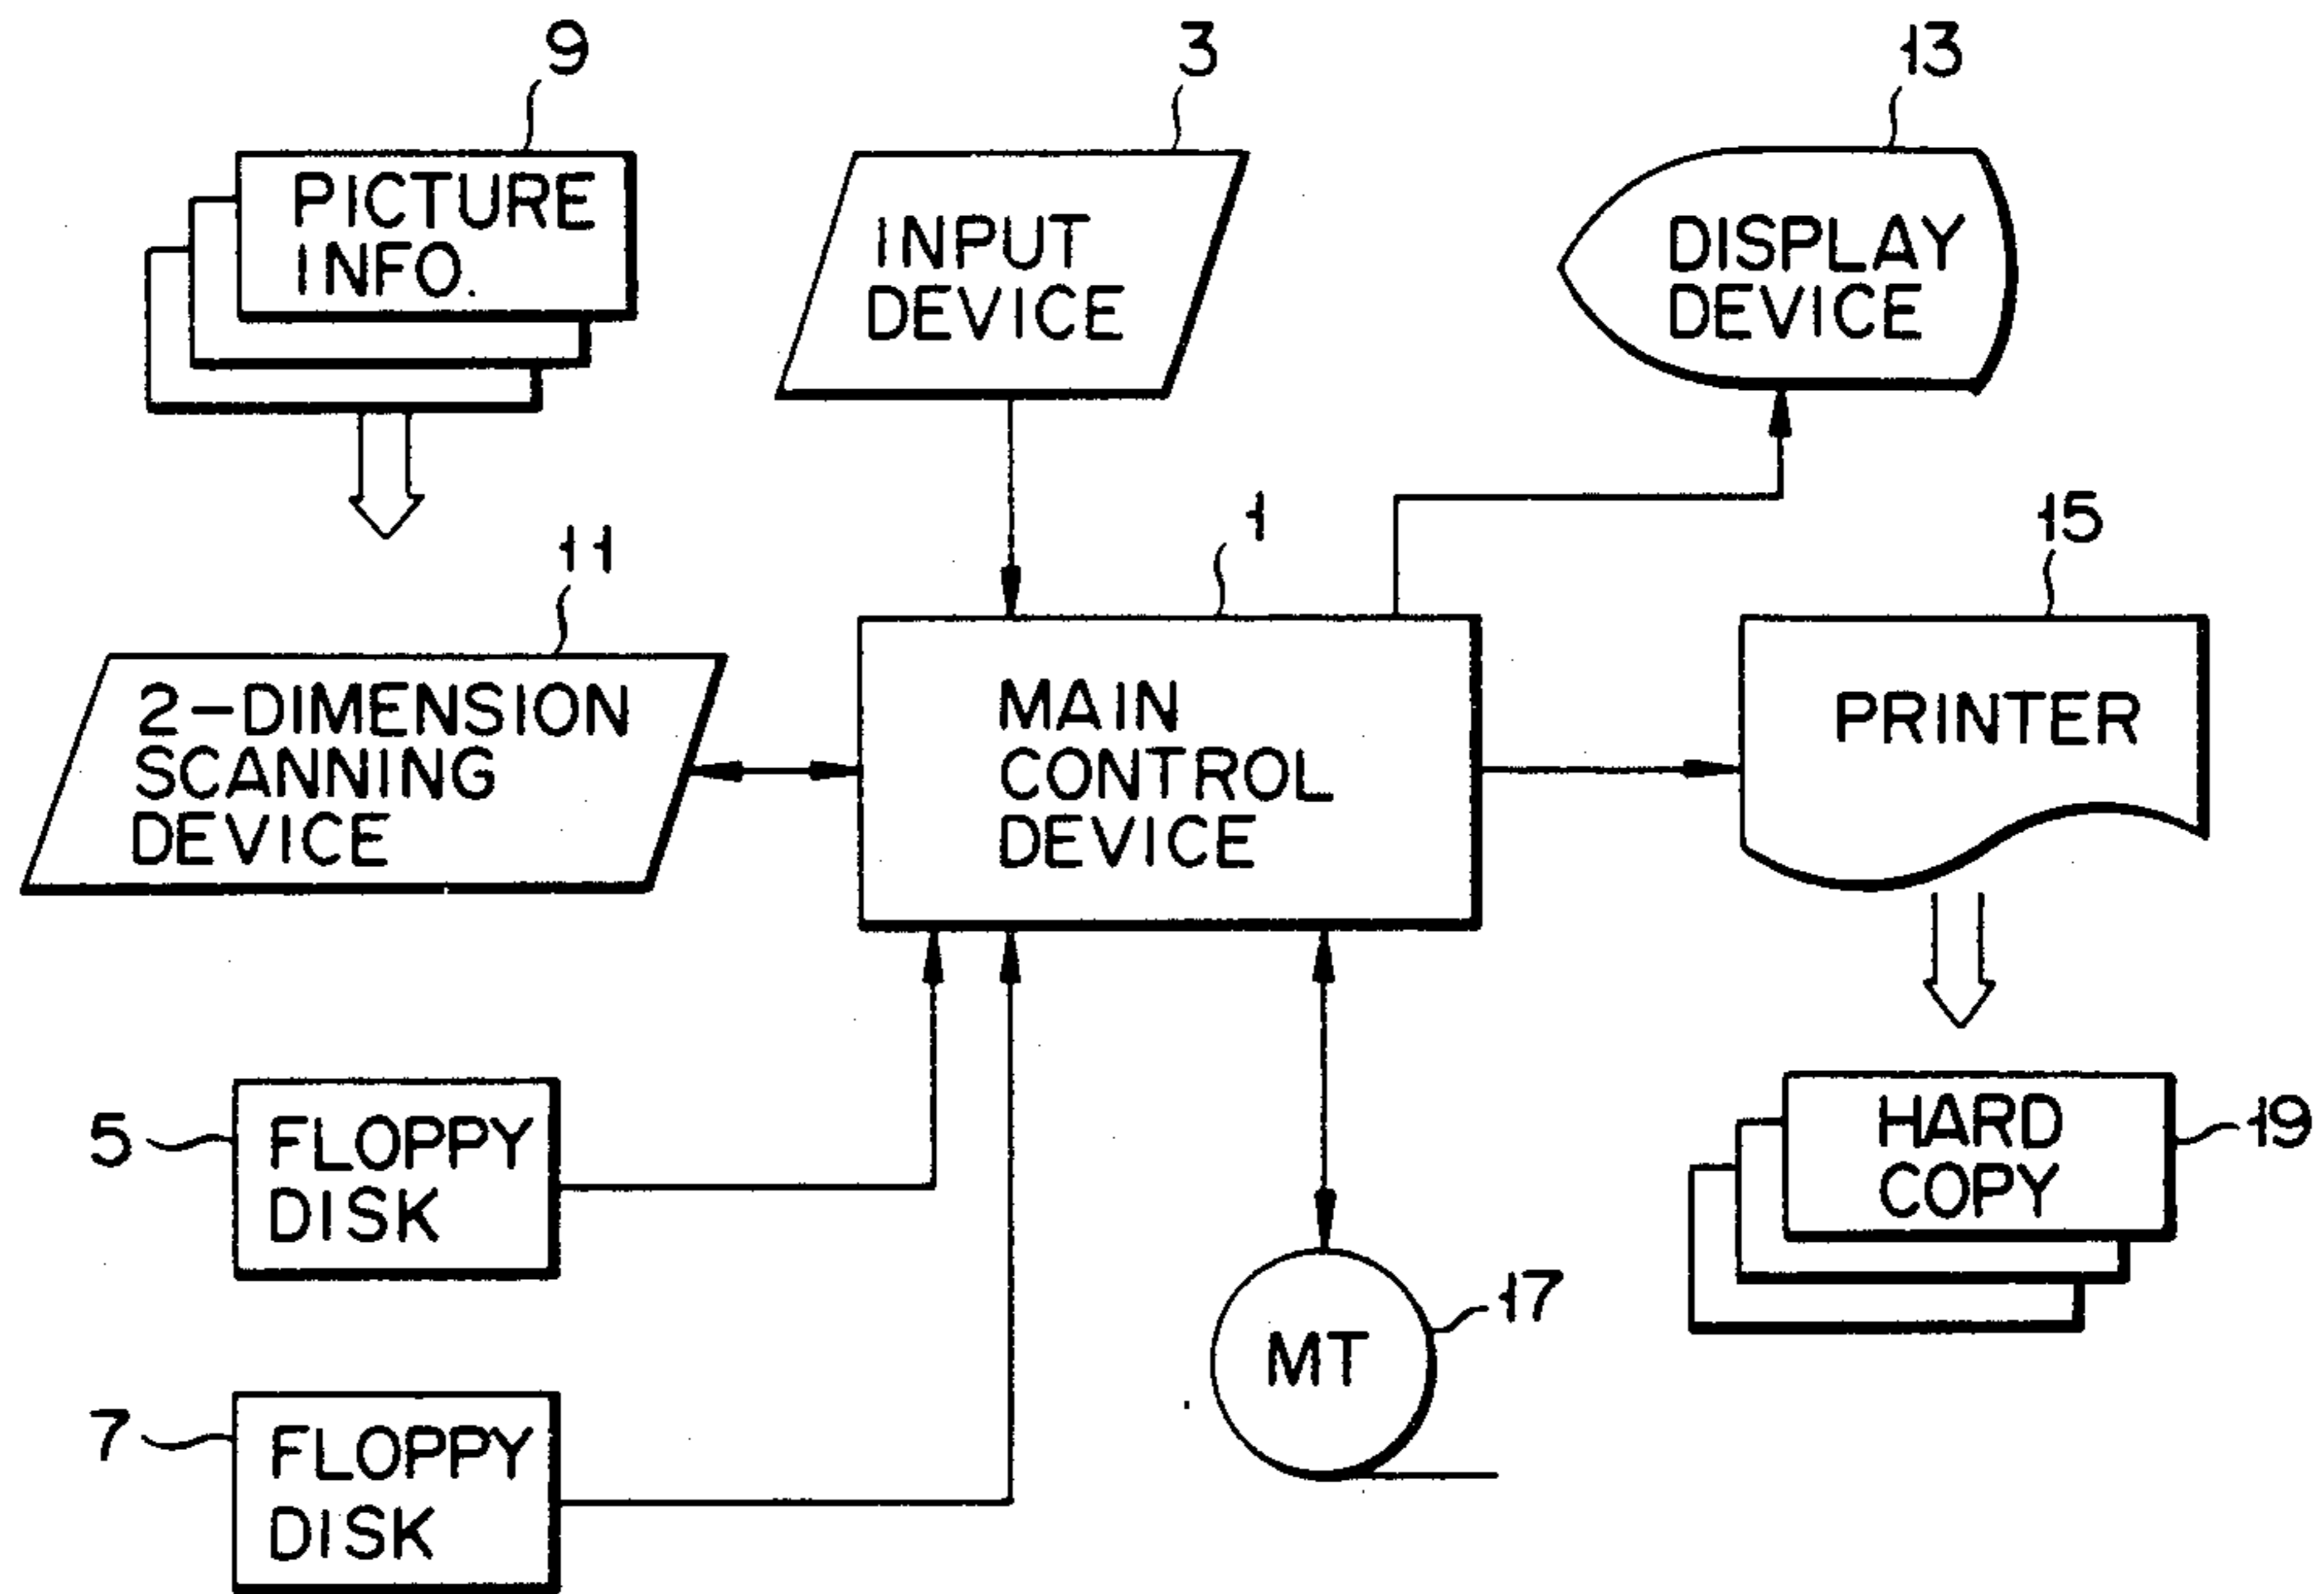 9
PICTURE
INFO.
3
INPUT
DEVICE
13
DISPLAY
DEVICE
11
2-DIMENSION
SCANNING
DEVICE
1
MAIN
CONTROL
DEVICE
15
PRINTER
5
FLOPPY
DISK
HARD
COPY
19
7
FLOPPY
DISK
MT
17